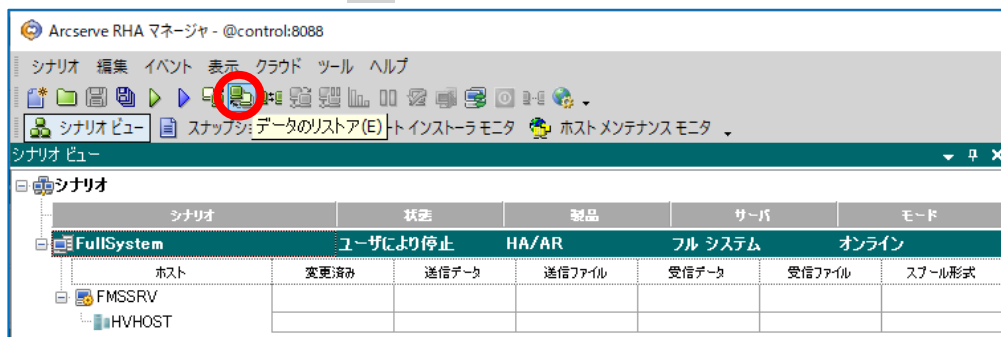 Arcserve RHA マネージャ - @control:8088
シナリオ 編集 イベント 表示 クラウド ツール ヘルプ
シナリオ ビュー スナップシ データのリストア(E) ート インストーラ モニタ ホスト メンテナンス モニタ
シナリオ ビュー
シナリオ
シナリオ 状態 製品 サーバ モード
FullSystem ユーザにより停止 HA/AR フル システム オンライン
ホスト 変更済み 送信データ 送信ファイル 受信データ 受信ファイル スプール形式
FMSSRV
HVHOST